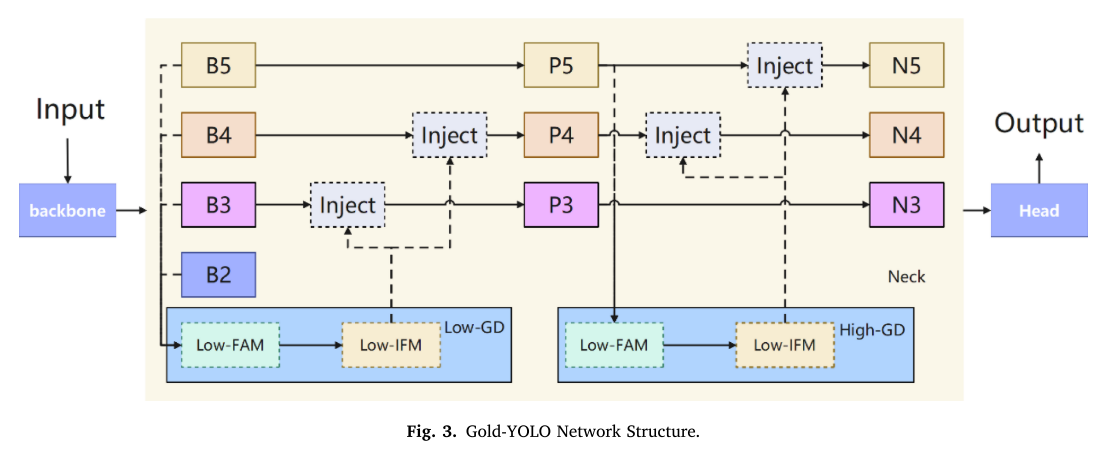 Input
backbone
B5
P5
Inject
N5
B4
Inject
P4
Inject
N4
B3
Inject
P3
N3
B2
Neck
Low-GD
Low-FAM
Low-IFM
High-GD
Low-FAM
Low-IFM
Output
Head
Fig. 3. Gold-YOLO Network Structure.